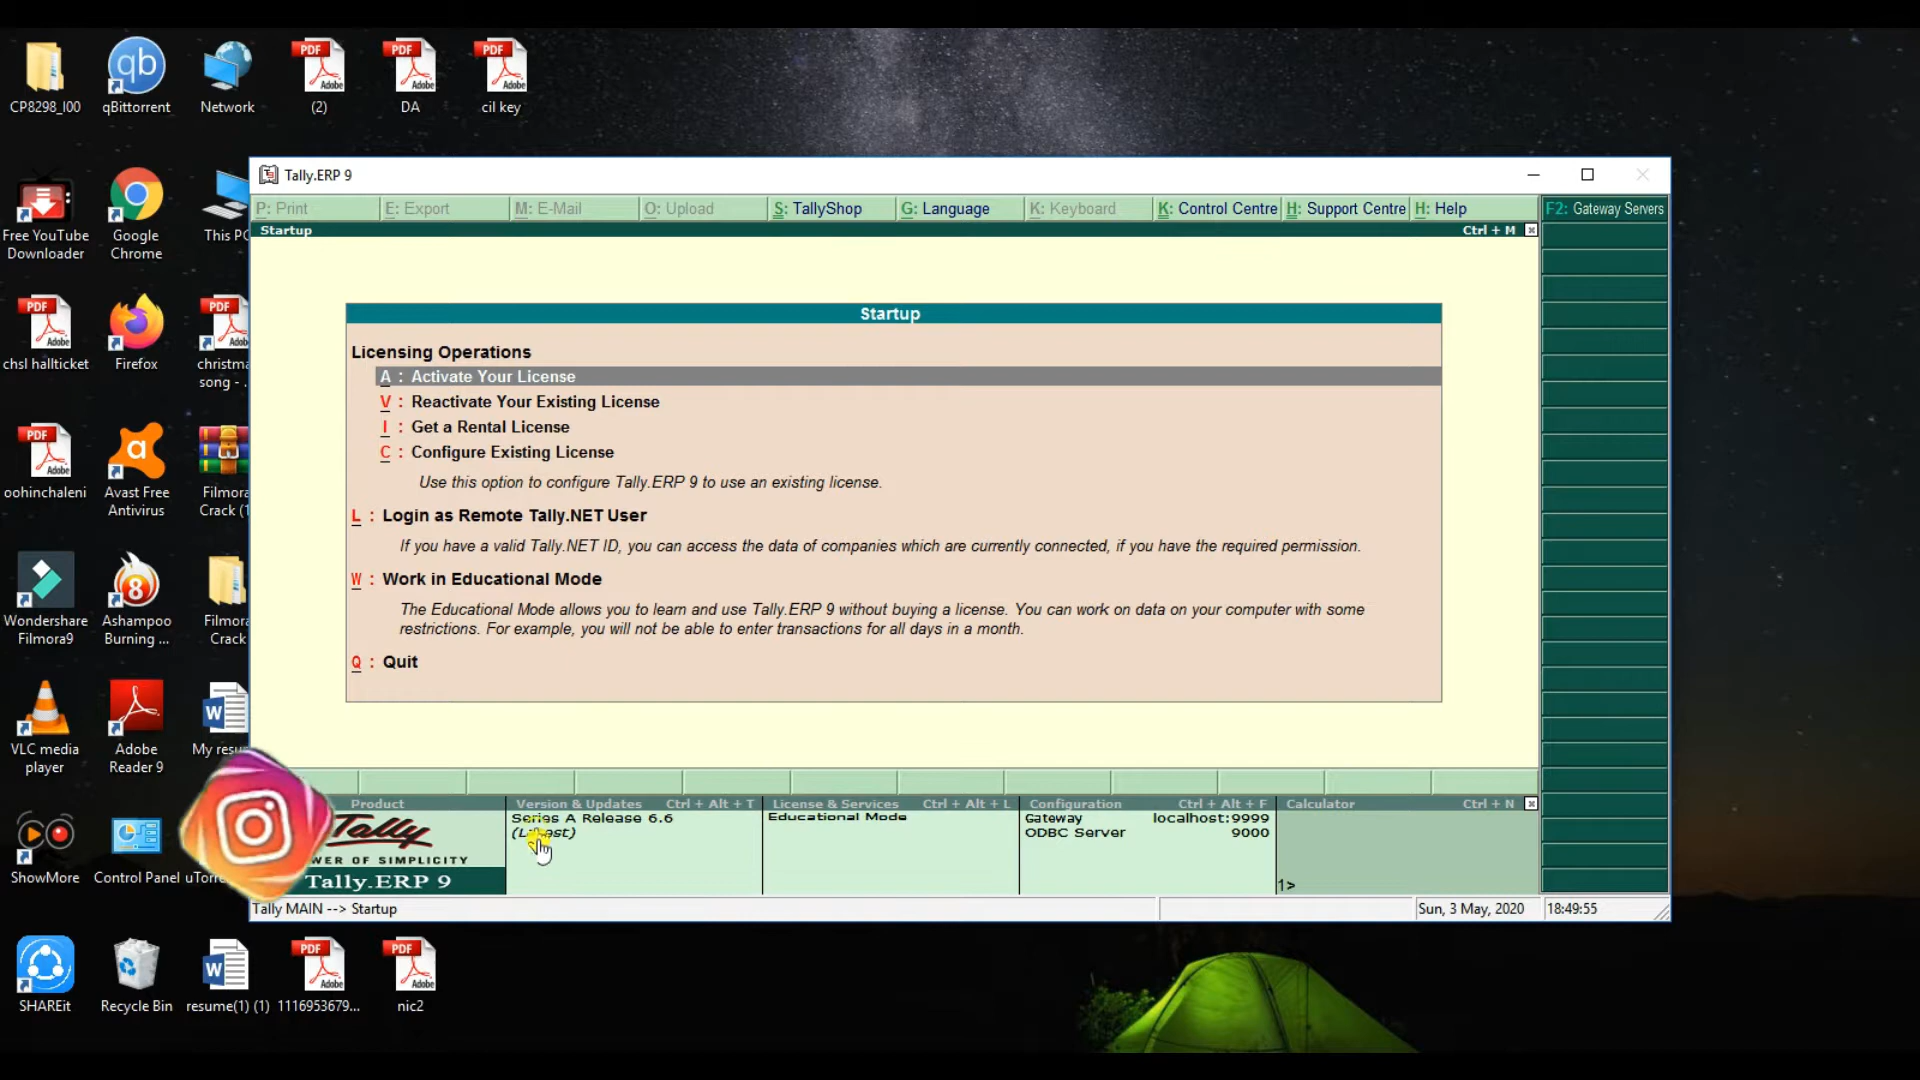 CP8298_I00
qBittorrent
Network
(2)
DA
cil key
Free YouTube
Downloader
Google
Chrome
This PC
chsl hallticket
Firefox
christma
song - ..
oohinchaleni
Avast Free
Antivirus
Filmora
Crack (1
Wondershare
Filmora9
Ashampoo
Burning ...
Filmora
Crack
VLC media
player
Adobe
Reader 9
My resu
ShowMore
Control Panel
uTorre
SHAREit
Recycle Bin
resume(1) (1)
1116953679...
nic2
Tally.ERP 9
P: Print
E: Export
M: E-Mail
O: Upload
S: TallyShop
G: Language
K: Keyboard
K: Control Centre
H: Support Centre
H: Help
F2: Gateway Servers
Startup
Ctrl + M
Startup
Licensing Operations
A : Activate Your License
V : Reactivate Your Existing License
I : Get a Rental License
C : Configure Existing License
Use this option to configure Tally.ERP 9 to use an existing license.
L : Login as Remote Tally.NET User
If you have a valid Tally.NET ID, you can access the data of companies which are currently connected, if you have the required permission.
W : Work in Educational Mode
The Educational Mode allows you to learn and use Tally.ERP 9 without buying a license. You can work on data on your computer with some
restrictions. For example, you will not be able to enter transactions for all days in a month.
Q : Quit
Product
Tally
WER OF SIMPLICITY
Tally.ERP 9
Version & Updates Ctrl + Alt + T
Series A Release 6.6
License & Services Ctrl + Alt + L
Educational Mode
Configuration Ctrl + Alt + F
Gateway localhost:9999
ODBC Server 9000
Calculator Ctrl + N
1>
Tally MAIN --> Startup
Sun, 3 May, 2020
18:49:55